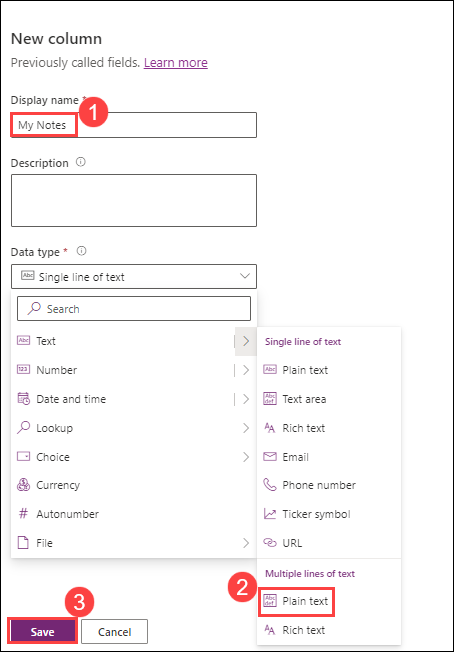 New column
Previously called fields. Learn more
Display name *
1
My Notes
Description
Data type *
Abc Single line of text
Search
Abc Text
123 Number
Date and time
Lookup
Choice
Currency
# Autonumber
File
Single line of text
Abc Plain text
Abc def Text area
AA Rich text
Email
Phone number
Ticker symbol
URL
Multiple lines of text
2
Abc def Plain text
AA Rich text
3
Save
Cancel